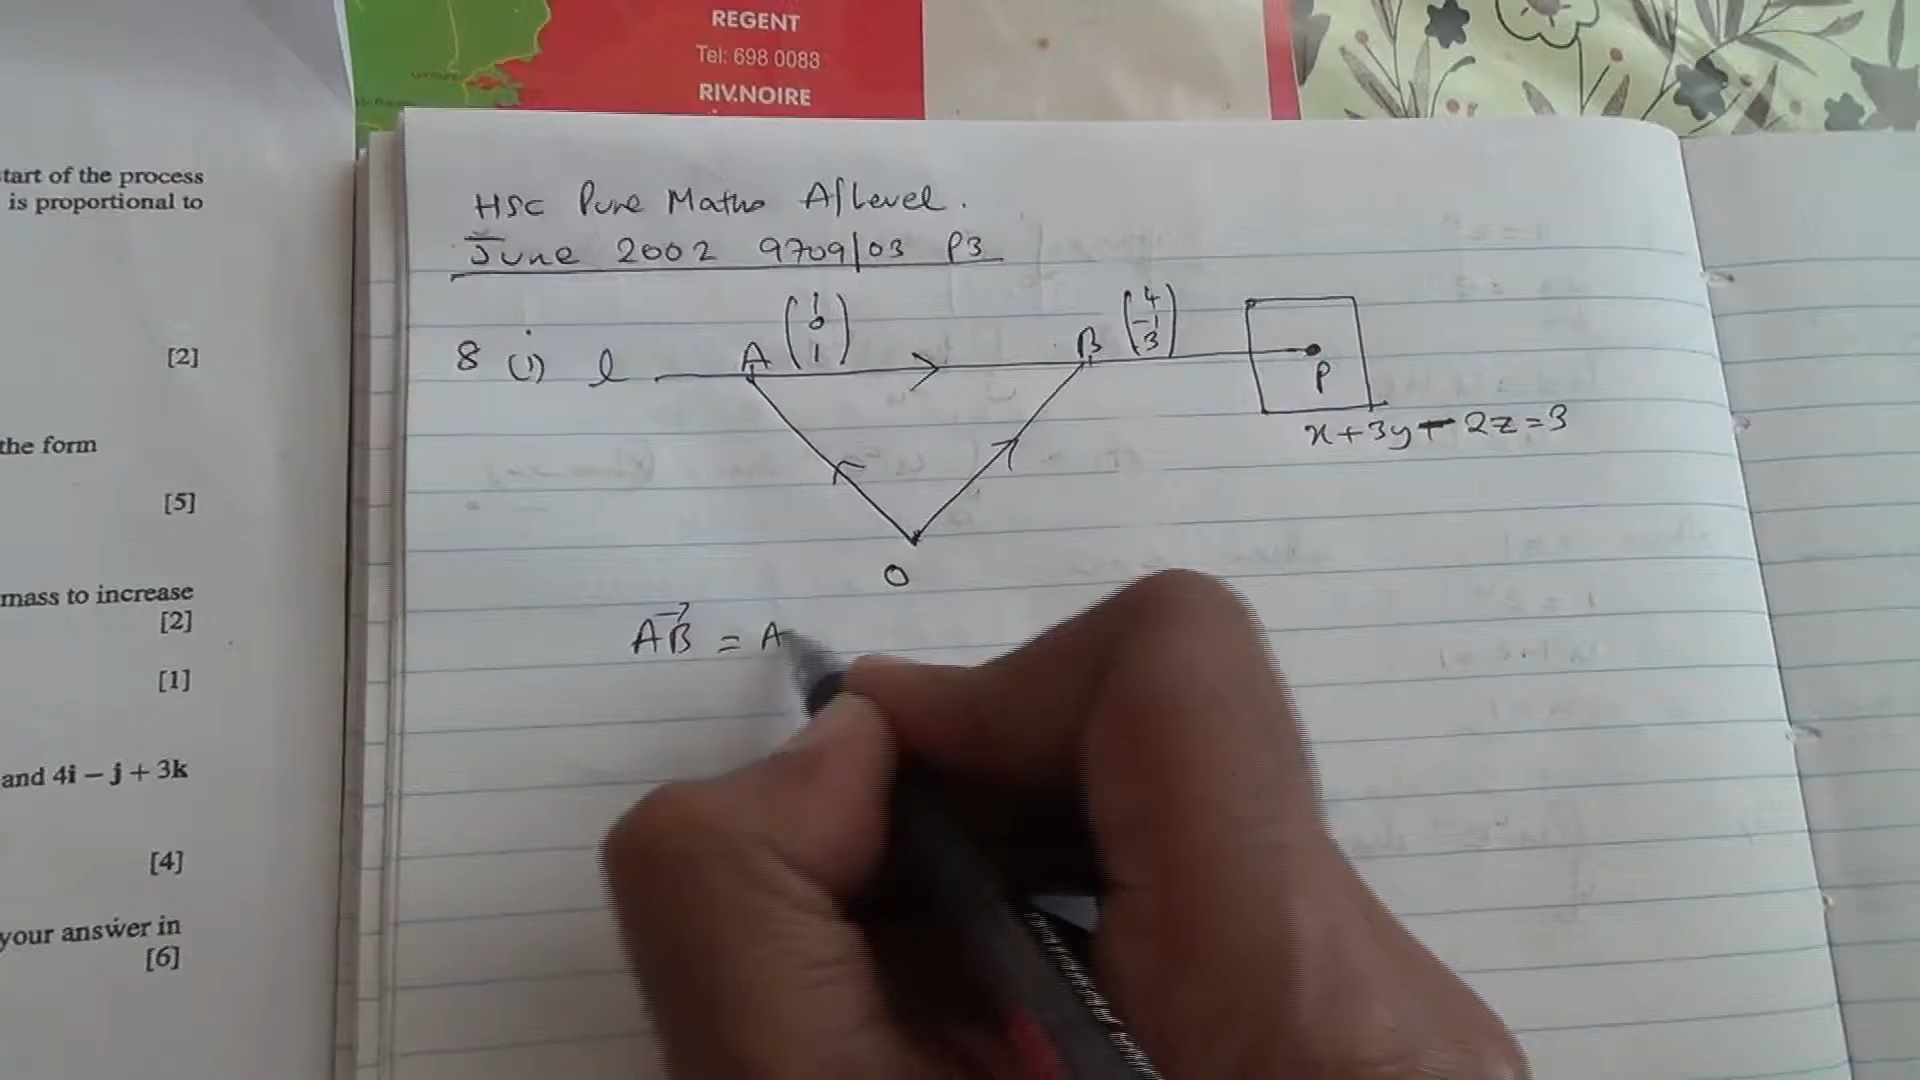 REGENT
Tel: 698 0083
RIV.NOIRE
tart of the process
is proportional to
[2]
the form
[5]
mass to increase
[2]
[1]
and 4i – j + 3k
[4]
your answer in
[6]
HSC Pure Maths A/Level.
June 2002 9709/03 P3
8 (i) l A (1 0 1) B (4 -1 3) P
x+3y-2z=3
O
AB = A